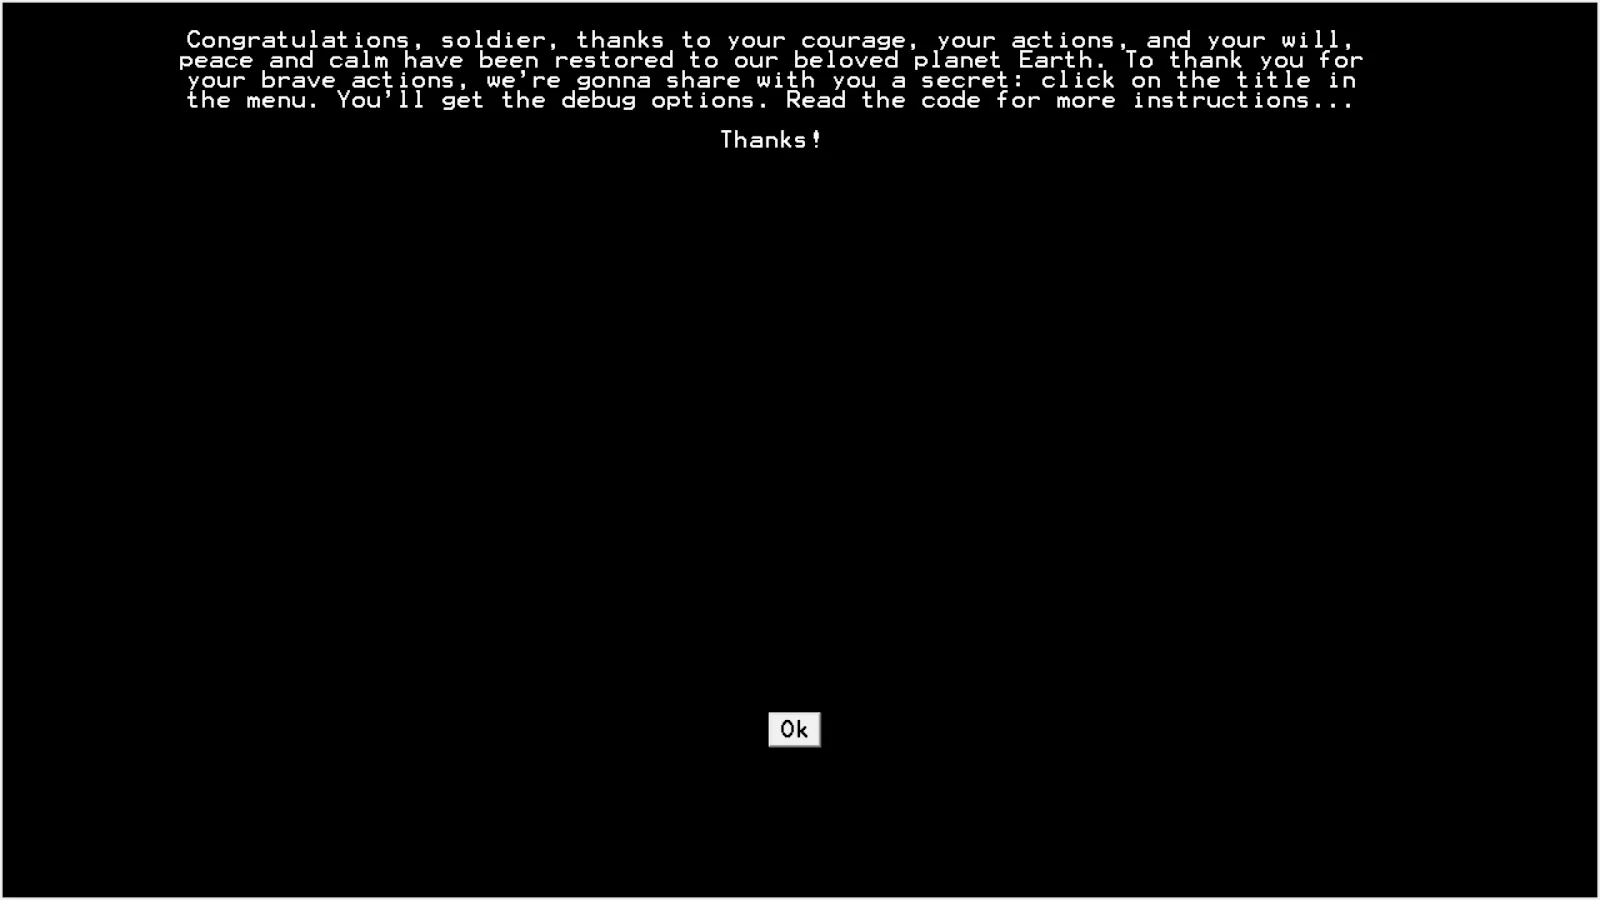 Congratulations, soldier, thanks to your courage, your actions, and your will,
peace and calm have been restored to our beloved planet Earth. To thank you for
your brave actions, we're gonna share with you a secret: click on the title in
the menu. You'll get the debug options. Read the code for more instructions...
Thanks!
Ok